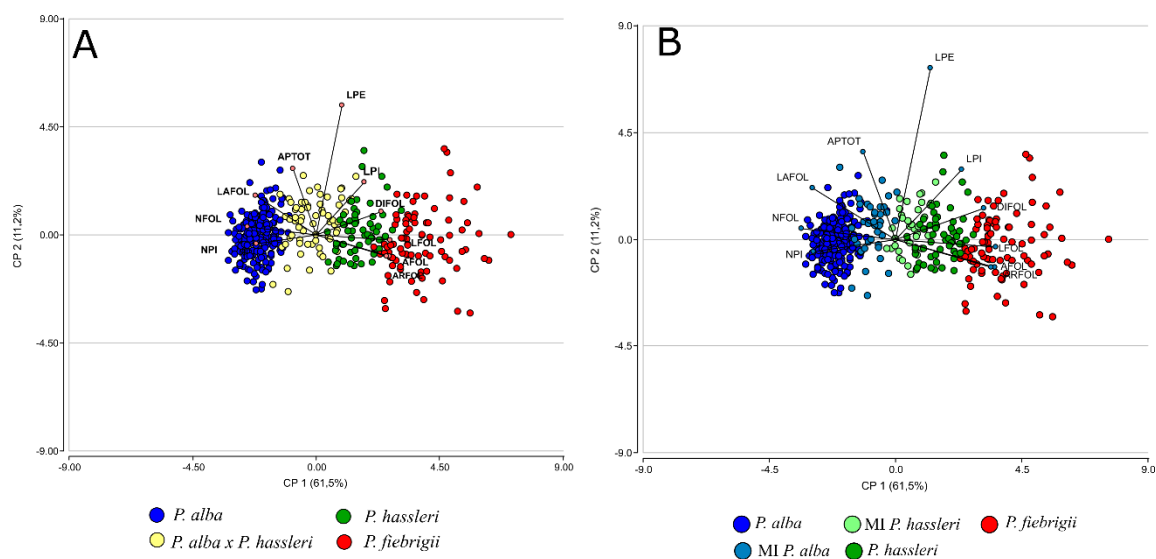 A
9.00
4.50
0.00
-4.50
-9.00
CP 2 (11,2%)
LPE
APTOT
LPI
LAFOL
DIFOL
NFOL
LFOL
NPI
AFOL
ARFOL
-9.00 -4.50 0.00 4.50 9.00
CP 1 (61,5%)
P. alba
P. hassleri
P. alba x P. hassleri
P. fiebrigii
B
9.0
4.5
0.0
-4.5
-9.0
CP 2 (11,2%)
LPE
APTOT
LPI
LAFOL
DIFOL
NFOL
LFOL
NPI
AFOL
ARFOL
-9.0 -4.5 0.0 4.5 9.0
CP 1 (61,5%)
P. alba
MI P. hassleri
P. fiebrigii
MI P. alba
P. hassleri